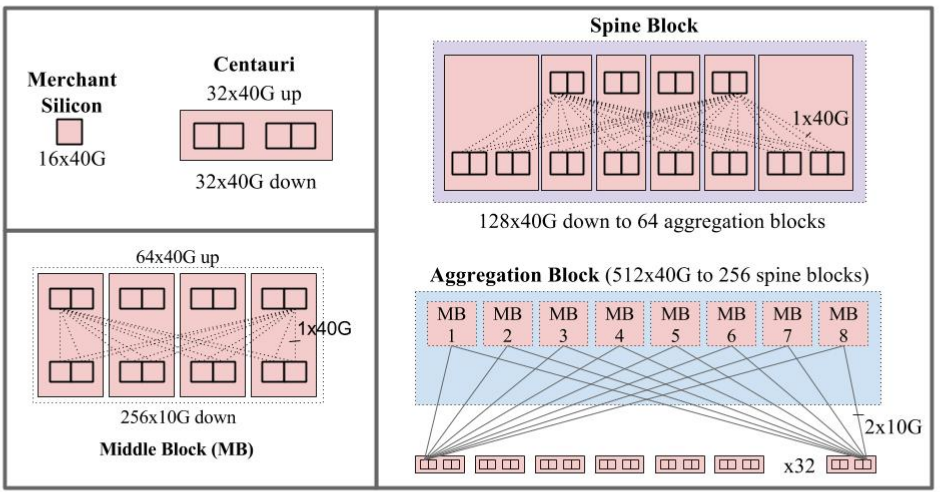 Merchant
Silicon
16x40G
Centauri
32x40G up
32x40G down
64x40G up
1x40G
256x10G down
Middle Block (MB)
Spine Block
1x40G
128x40G down to 64 aggregation blocks
Aggregation Block (512x40G to 256 spine blocks)
MB MB MB MB MB MB MB MB
1 2 3 4 5 6 7 8
2x10G
x32